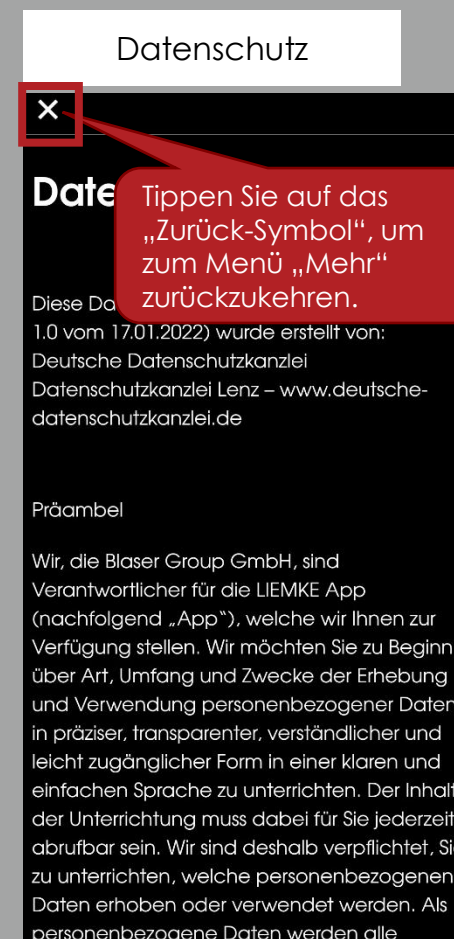 Datenschutz
Date
Tippen Sie auf das
„Zurück-Symbol“, um
zum Menü „Mehr“
zurückzukehren.
Diese Da
1.0 vom 17.01.2022) wurde erstellt von:
Deutsche Datenschutzkanzlei
Datenschutzkanzlei Lenz – www.deutsche-
datenschutzkanzlei.de
Präambel
Wir, die Blaser Group GmbH, sind
Verantwortlicher für die LIEMKE App
(nachfolgend „App“), welche wir Ihnen zur
Verfügung stellen. Wir möchten Sie zu Beginn
über Art, Umfang und Zwecke der Erhebung
und Verwendung personenbezogener Daten
in präziser, transparenter, verständlicher und
leicht zugänglicher Form in einer klaren und
einfachen Sprache zu unterrichten. Der Inhalt
der Unterrichtung muss dabei für Sie jederzeit
abrufbar sein. Wir sind deshalb verpflichtet, Sie
zu unterrichten, welche personenbezogenen
Daten erhoben oder verwendet werden. Als
personenbezogene Daten werden alle